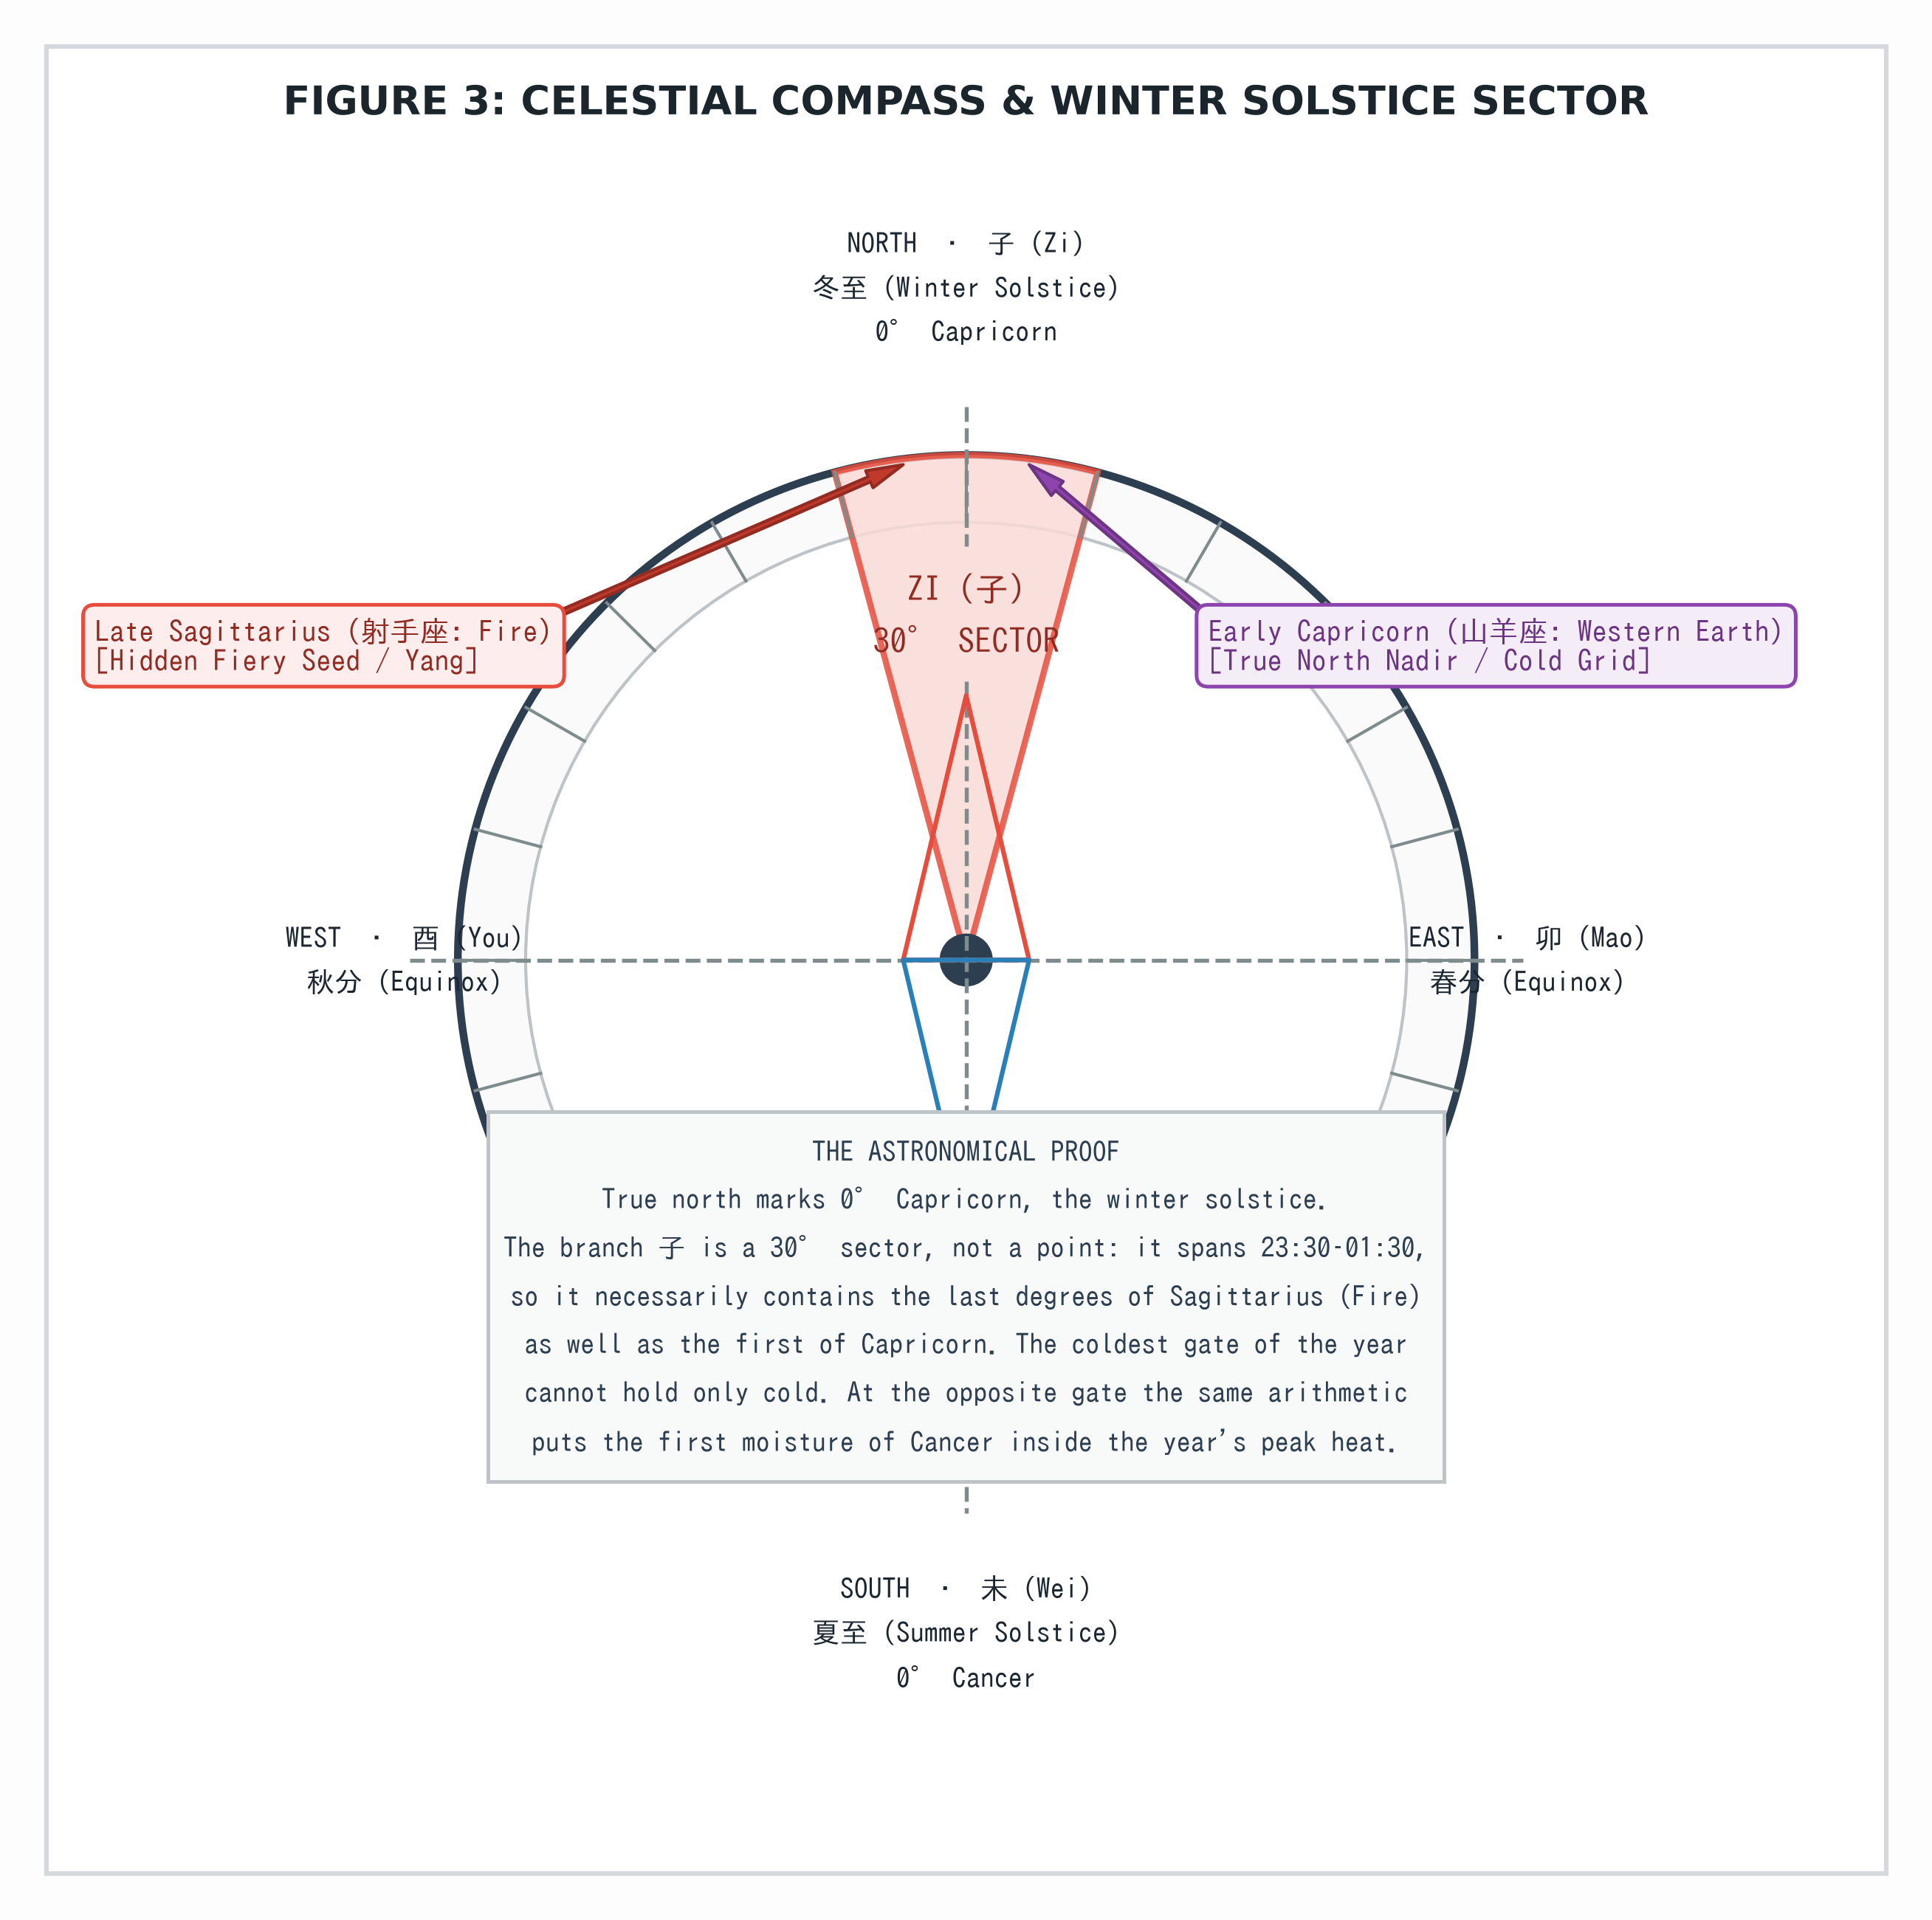 FIGURE 3: CELESTIAL COMPASS & WINTER SOLSTICE SECTOR
NORTH · 子 (Zi)
冬至 (Winter Solstice)
0° Capricorn
ZI (子)
30° SECTOR
Late Sagittarius (射手座: Fire)
[Hidden Fiery Seed / Yang]
Early Capricorn (山羊座: Western Earth)
[True North Nadir / Cold Grid]
WEST · 酉 (You)
秋分 (Equinox)
EAST · 卯 (Mao)
春分 (Equinox)
THE ASTRONOMICAL PROOF
True north marks 0° Capricorn, the winter solstice.
The branch 子 is a 30° sector, not a point: it spans 23:30-01:30,
so it necessarily contains the last degrees of Sagittarius (Fire)
as well as the first of Capricorn. The coldest gate of the year
cannot hold only cold. At the opposite gate the same arithmetic
puts the first moisture of Cancer inside the year’s peak heat.
SOUTH · 未 (Wei)
夏至 (Summer Solstice)
0° Cancer